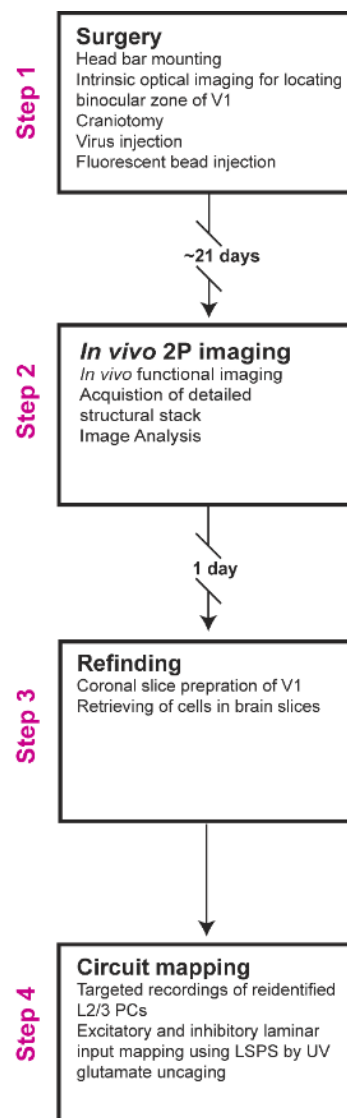 Step 1
Surgery
Head bar mounting
Intrinsic optical imaging for locating
binocular zone of V1
Craniotomy
Virus injection
Fluorescent bead injection
~21 days
Step 2
In vivo 2P imaging
In vivo functional imaging
Acquistion of detailed
structural stack
Image Analysis
1 day
Step 3
Refinding
Coronal slice prepration of V1
Retrieving of cells in brain slices
Step 4
Circuit mapping
Targeted recordings of reidentified
L2/3 PCs
Excitatory and inhibitory laminar
input mapping using LSPS by UV
glutamate uncaging